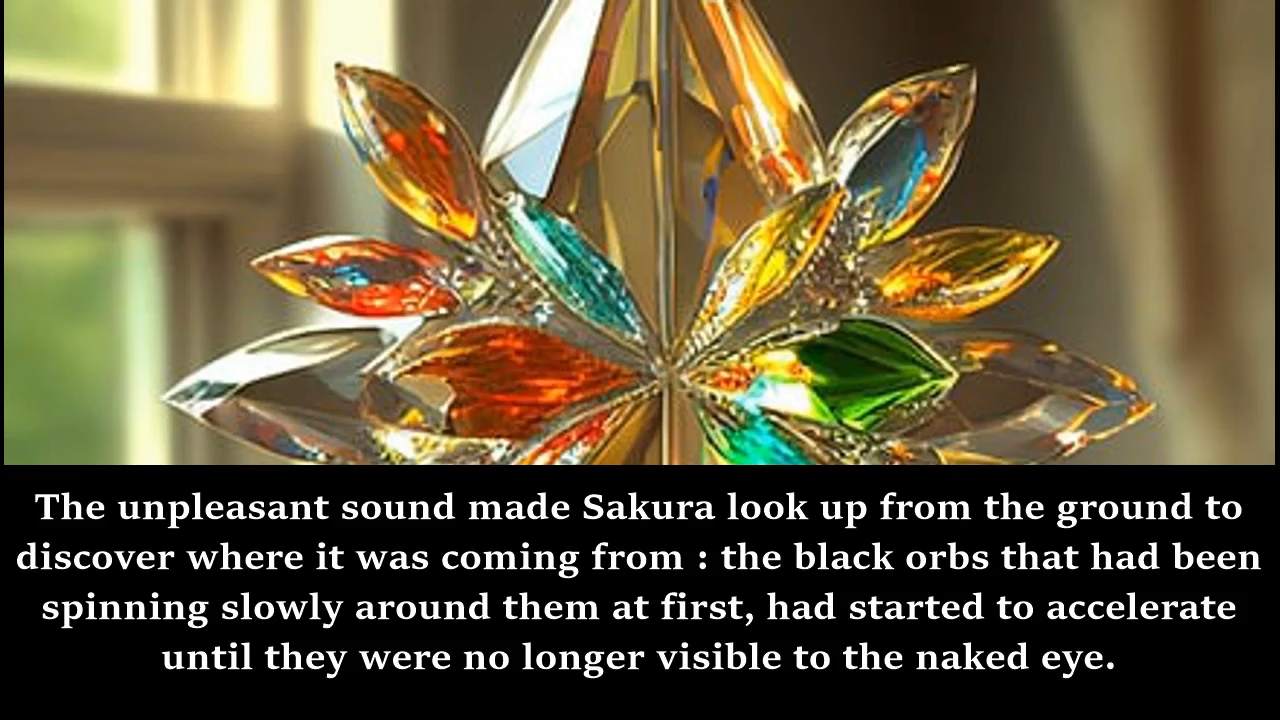 The unpleasant sound made Sakura look up from the ground to
discover where it was coming from : the black orbs that had been
spinning slowly around them at first, had started to accelerate
until they were no longer visible to the naked eye.